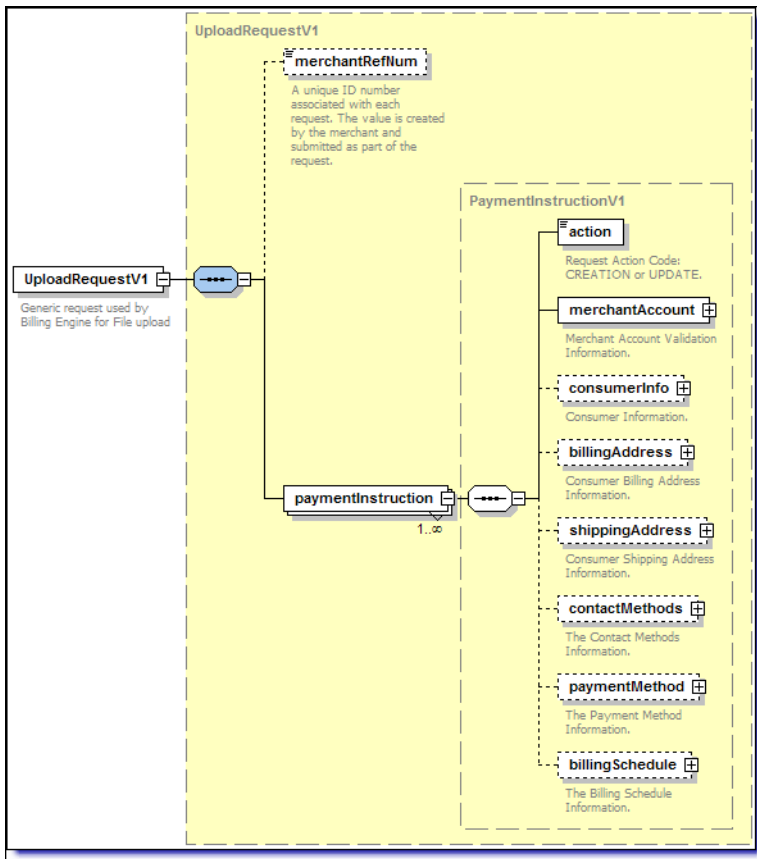 UploadRequestV1
merchantRefNum
A unique ID number
associated with each
request. The value is created
by the merchant and
submitted as part of the
request.
PaymentInstructionV1
action
Request Action Code:
CREATION or UPDATE.
UploadRequestV1
Generic request used by
Billing Engine for File upload
merchantAccount
Merchant Account Validation
Information.
consumerInfo
Consumer Information.
billingAddress
Consumer Billing Address
Information.
paymentInstruction
1..∞
shippingAddress
Consumer Shipping Address
Information.
contactMethods
The Contact Methods
Information.
paymentMethod
The Payment Method
Information.
billingSchedule
The Billing Schedule
Information.